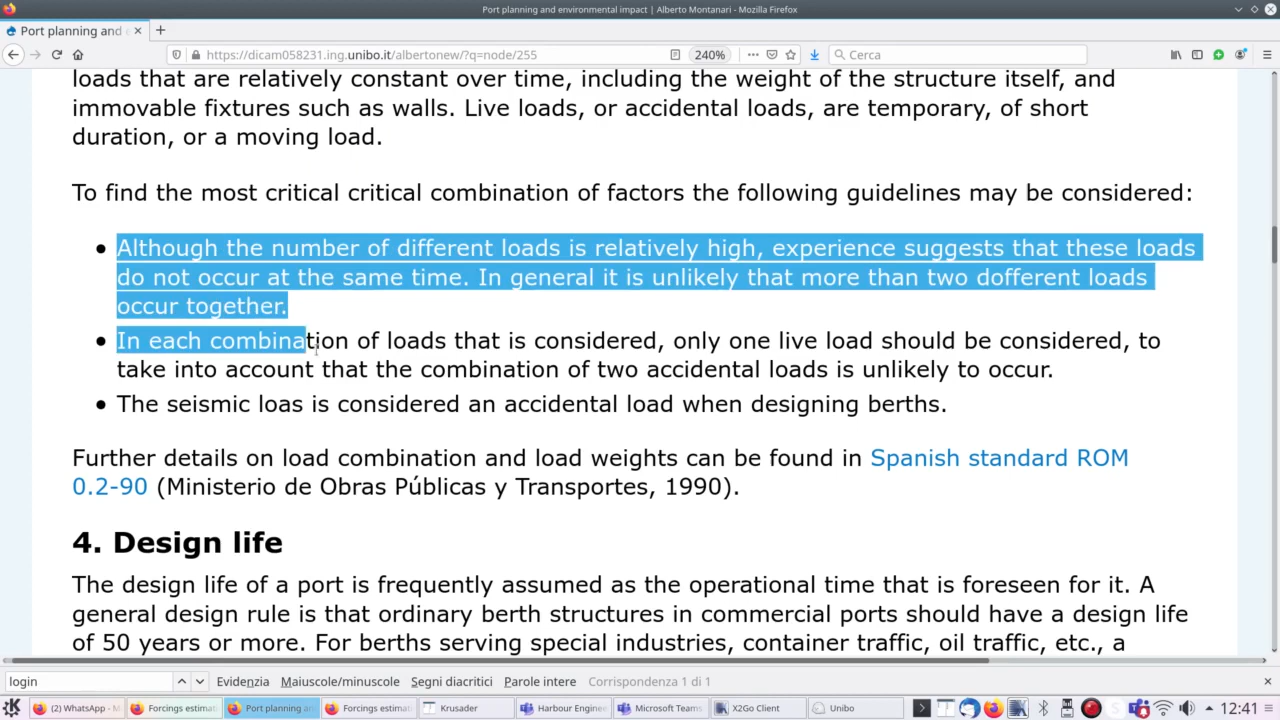 Port planning and environmental impact | Alberto Montanari - Mozilla Firefox
Port planning and e
https://dicam058231.ing.unibo.it/albertonew/?q=node/255
240%
Cerca
loads that are relatively constant over time, including the weight of the structure itself, and
immovable fixtures such as walls. Live loads, or accidental loads, are temporary, of short
duration, or a moving load.
To find the most critical critical combination of factors the following guidelines may be considered:
Although the number of different loads is relatively high, experience suggests that these loads
do not occur at the same time. In general it is unlikely that more than two dofferent loads
occur together.
In each combination of loads that is considered, only one live load should be considered, to
take into account that the combination of two accidental loads is unlikely to occur.
The seismic loas is considered an accidental load when designing berths.
Further details on load combination and load weights can be found in Spanish standard ROM
0.2-90 (Ministerio de Obras Públicas y Transportes, 1990).
4. Design life
The design life of a port is frequently assumed as the operational time that is foreseen for it. A
general design rule is that ordinary berth structures in commercial ports should have a design life
of 50 years or more. For berths serving special industries, container traffic, oil traffic, etc., a
login Evidenzia Maiuscole/minuscole Segni diacritici Parole intere Corrispondenza 1 di 1
(2) WhatsApp - M Forcings estimat Port planning an Forcings estimat Krusader Harbour Engine Microsoft Teams X2Go Client Unibo 12:41